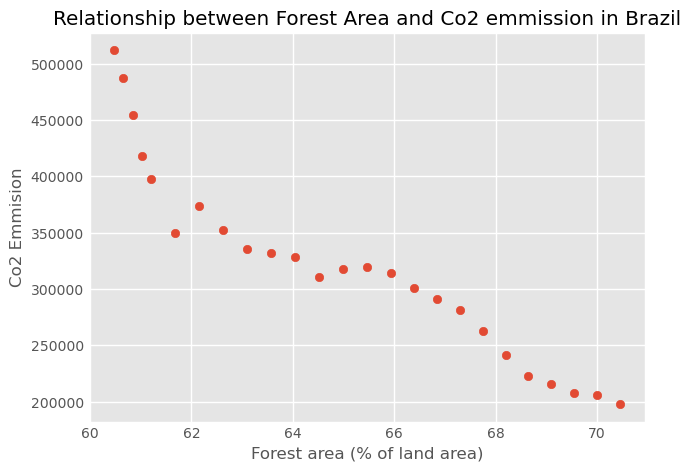 Relationship between Forest Area and Co2 emmission in Brazil
500000
450000
400000
350000
300000
250000
200000
Co2 Emmision
60 62 64 66 68 70
Forest area (% of land area)